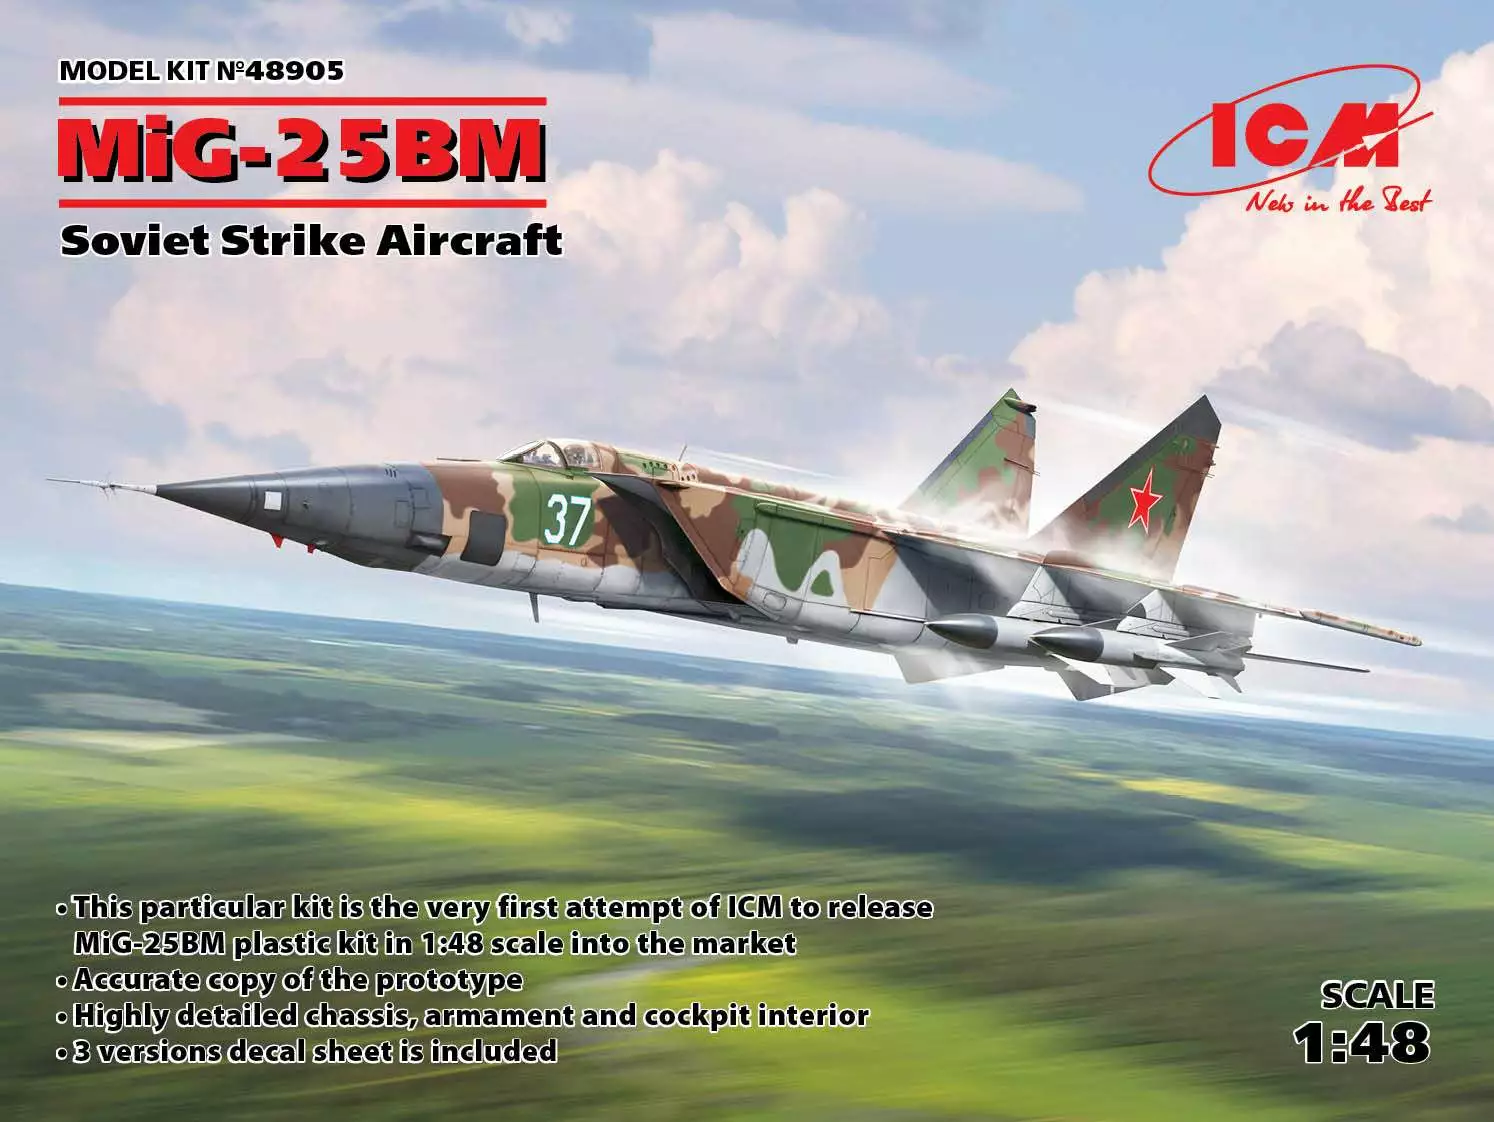 MODEL KIT №48905
MiG-25BM
Soviet Strike Aircraft
ICM
New in the Best
37
• This particular kit is the very first attempt of ICM to release
MiG-25BM plastic kit in 1:48 scale into the market
• Accurate copy of the prototype
• Highly detailed chassis, armament and cockpit interior
• 3 versions decal sheet is included
SCALE
1:48